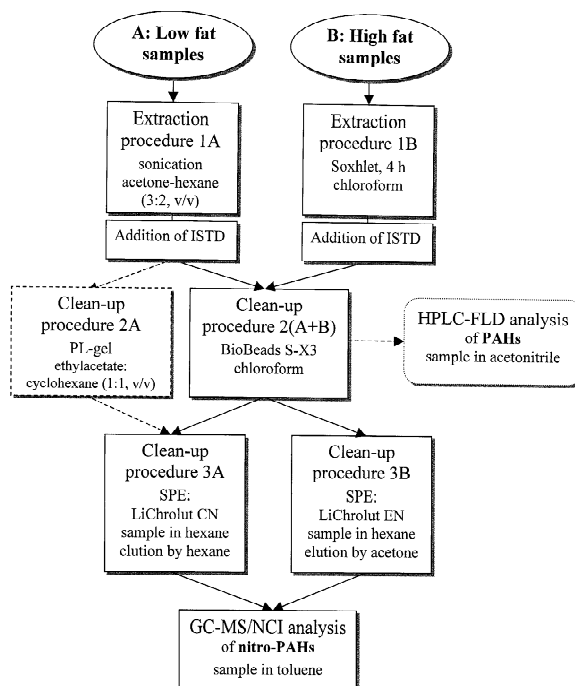 A: Low fat
samples
B: High fat
samples
Extraction
procedure 1A
sonication
acetone-hexane
(3:2, v/v)
Extraction
procedure 1B
Soxhlet, 4 h
chloroform
Addition of ISTD
Addition of ISTD
Clean-up
procedure 2A
PL-gel
ethylacetate:
cyclohexane (1:1, v/v)
Clean-up
procedure 2(A+B)
BioBeads S-X3
chloroform
HPLC-FLD analysis
of PAHs
sample in acetonitrile
Clean-up
procedure 3A
SPE:
LiChrolut CN
sample in hexane
elution by hexane
Clean-up
procedure 3B
SPE:
LiChrolut EN
sample in hexane
elution by acetone
GC-MS/NCI analysis
of nitro-PAHs
sample in toluene